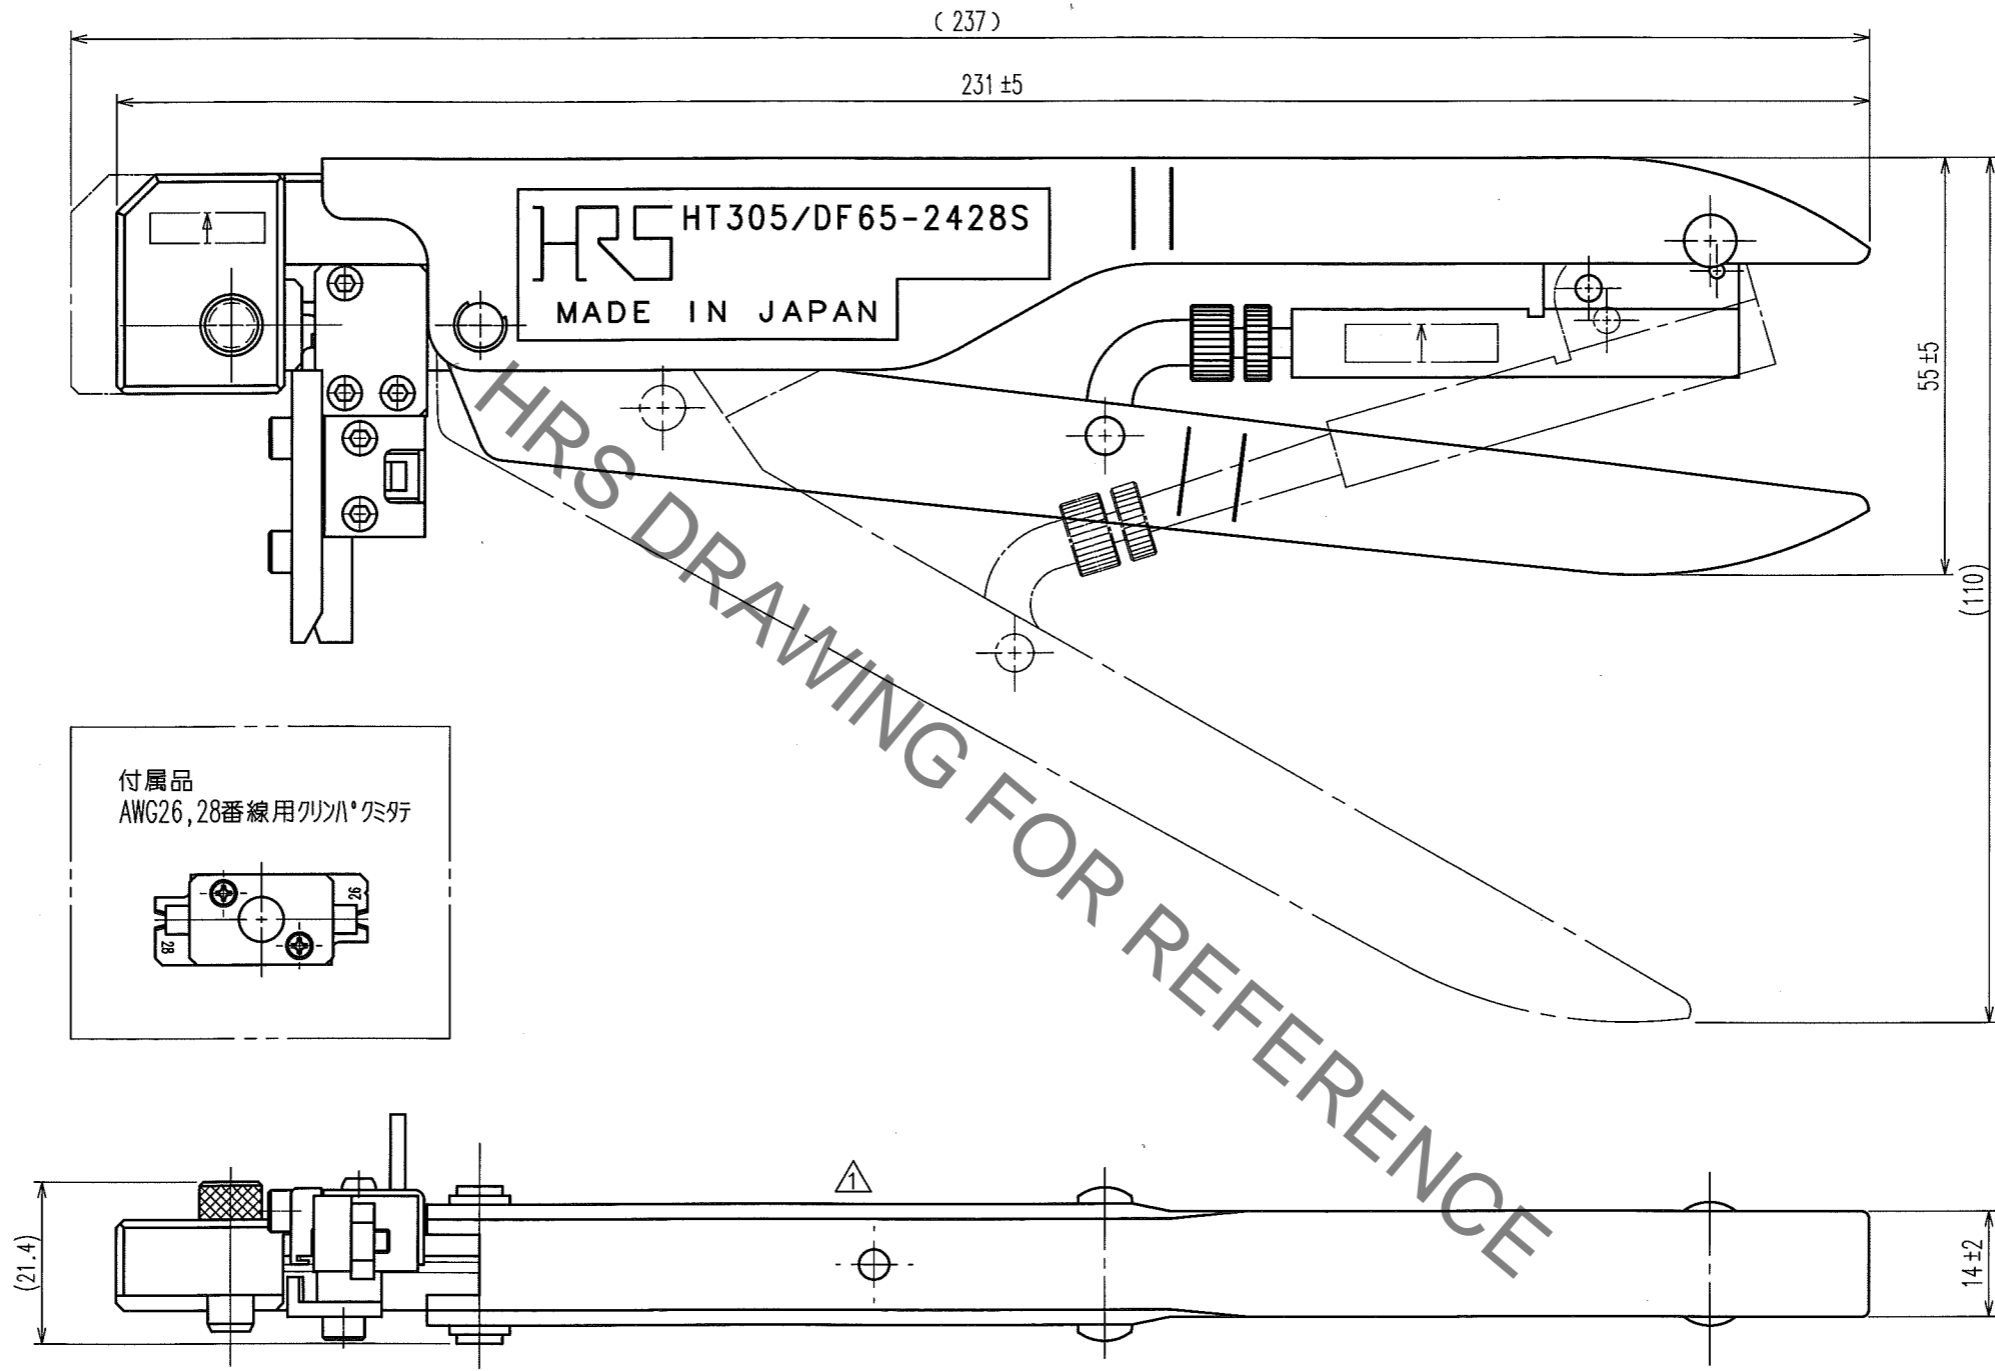 (237)
231±5
HRS HT305/DF65-2428S
MADE IN JAPAN
55±5
(110)
付属品
AWG26,28番線用クリンパクミタテ
26
28
HRS DRAWING FOR REFERENCE
1
(21.4)
14±2